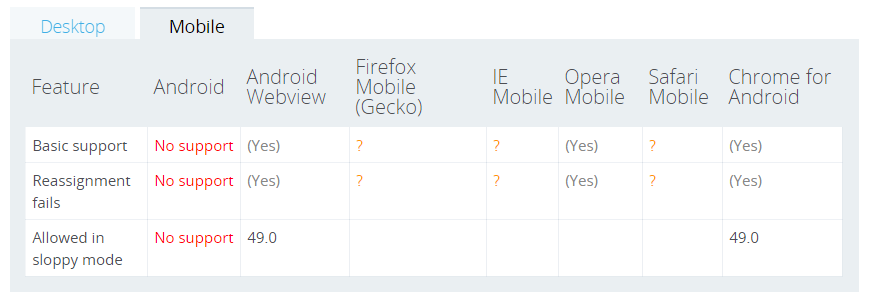 Desktop Mobile
Feature Android Android Webview Firefox Mobile (Gecko) IE Mobile Opera Mobile Safari Mobile Chrome for Android
Basic support No support (Yes) ? ? (Yes) ? (Yes)
Reassignment fails No support (Yes) ? ? (Yes) ? (Yes)
Allowed in sloppy mode No support 49.0 49.0